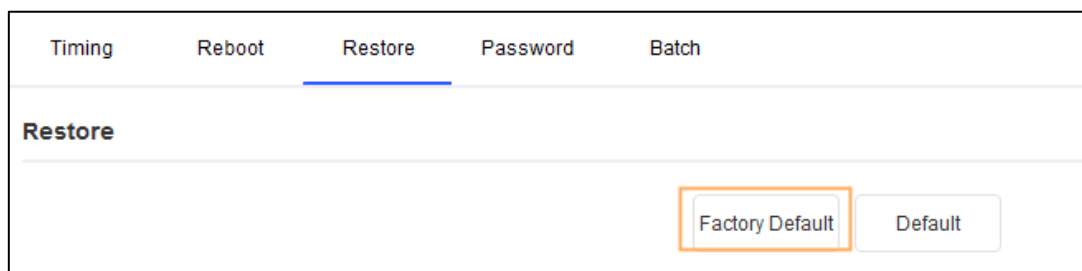 Timing Reboot Restore Password Batch
Restore
Factory Default Default